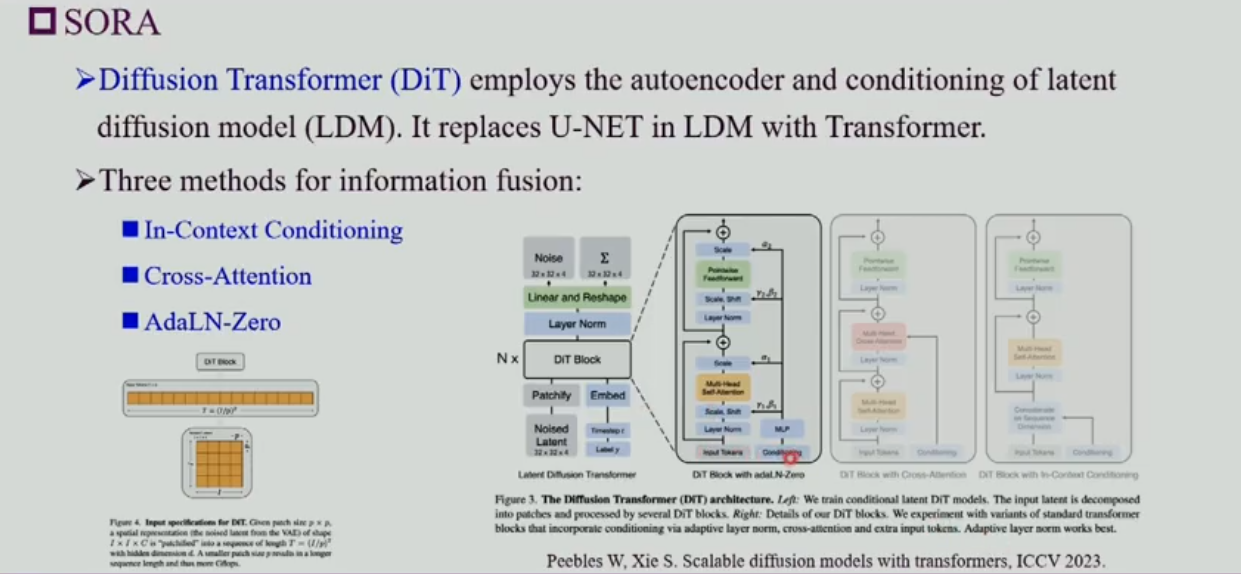 SORA
Diffusion Transformer (DiT) employs the autoencoder and conditioning of latent
diffusion model (LDM). It replaces U-NET in LDM with Transformer.
Three methods for information fusion:
In-Context Conditioning
Cross-Attention
AdaLN-Zero
DiT Block
T = (I/p)²
Figure 4. Input specifications for DiT. Given patch size p × p,
a spatial representation (the noised latent from the VAE) of shape
I × I × C is "patchified" into a sequence of length T = (I/p)²
with hidden dimension d. A smaller patch size p results in a longer
sequence length and thus more Gflops.
Noise
32 x 32 x 4
Σ
32 x 32 x 4
Linear and Reshape
Layer Norm
N x
DiT Block
Patchify
Embed
Noised
Latent
32 x 32 x 4
Timestep t
Label y
Latent Diffusion Transformer
Scale
α₂
Pointwise
Feedforward
Scale, Shift
γ₂,β₂
Layer Norm
Scale
α₁
Multi-Head
Self-Attention
Scale, Shift
γ₁,β₁
Layer Norm
MLP
Input Tokens
Conditioning
DiT Block with adaLN-Zero
Pointwise
Feedforward
Layer Norm
Multi-Head
Cross-Attention
Layer Norm
Multi-Head
Self-Attention
Layer Norm
Input Tokens
Conditioning
DiT Block with Cross-Attention
Pointwise
Feedforward
Layer Norm
Multi-Head
Self-Attention
Layer Norm
Concatenate
on Sequence
Dimension
Input Tokens
Conditioning
DiT Block with In-Context Conditioning
Figure 3. The Diffusion Transformer (DiT) architecture. Left: We train conditional latent DiT models. The input latent is decomposed
into patches and processed by several DiT blocks. Right: Details of our DiT blocks. We experiment with variants of standard transformer
blocks that incorporate conditioning via adaptive layer norm, cross-attention and extra input tokens. Adaptive layer norm works best.
Peebles W, Xie S. Scalable diffusion models with transformers, ICCV 2023.